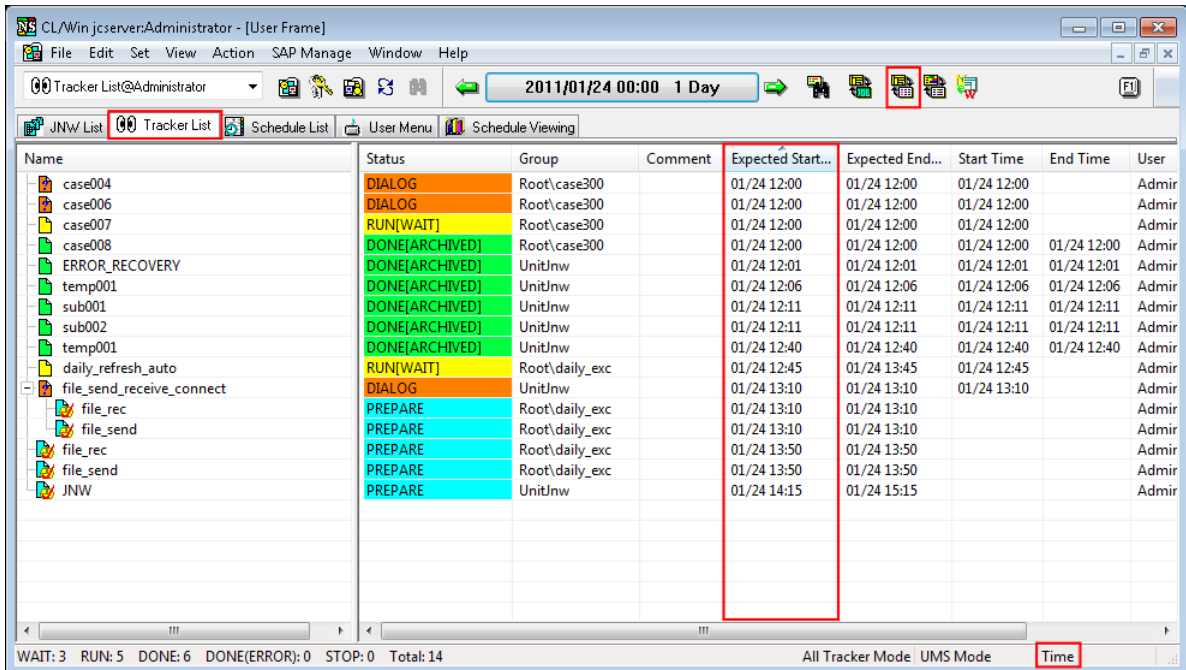 CL/Win jcserver:Administrator - [User Frame]
File Edit Set View Action SAP Manage Window Help
Tracker List@Administrator 2011/01/24 00:00 1 Day F1
JNW List Tracker List Schedule List User Menu Schedule Viewing
Name Status Group Comment Expected Start... Expected End... Start Time End Time User
case004 DIALOG Root\case300 01/24 12:00 01/24 12:00 01/24 12:00 Admir
case006 DIALOG Root\case300 01/24 12:00 01/24 12:00 01/24 12:00 Admir
case007 RUN[WAIT] Root\case300 01/24 12:00 01/24 12:00 01/24 12:00 Admir
case008 DONE[ARCHIVED] Root\case300 01/24 12:00 01/24 12:00 01/24 12:00 01/24 12:00 Admir
ERROR_RECOVERY DONE[ARCHIVED] UnitJnw 01/24 12:01 01/24 12:01 01/24 12:01 01/24 12:01 Admir
temp001 DONE[ARCHIVED] UnitJnw 01/24 12:06 01/24 12:06 01/24 12:06 01/24 12:06 Admir
sub001 DONE[ARCHIVED] UnitJnw 01/24 12:11 01/24 12:11 01/24 12:11 01/24 12:11 Admir
sub002 DONE[ARCHIVED] UnitJnw 01/24 12:11 01/24 12:11 01/24 12:11 01/24 12:11 Admir
temp001 DONE[ARCHIVED] UnitJnw 01/24 12:40 01/24 12:40 01/24 12:40 01/24 12:40 Admir
daily_refresh_auto RUN[WAIT] Root\daily_exc 01/24 12:45 01/24 13:45 01/24 12:45 Admir
file_send_receive_connect DIALOG UnitJnw 01/24 13:10 01/24 13:10 01/24 13:10 Admir
file_rec PREPARE Root\daily_exc 01/24 13:10 01/24 13:10 Admir
file_send PREPARE Root\daily_exc 01/24 13:10 01/24 13:10 Admir
file_rec PREPARE Root\daily_exc 01/24 13:50 01/24 13:50 Admir
file_send PREPARE Root\daily_exc 01/24 13:50 01/24 13:50 Admir
JNW PREPARE UnitJnw 01/24 14:15 01/24 15:15 Admir
WAIT: 3 RUN: 5 DONE: 6 DONE(ERROR): 0 STOP: 0 Total: 14 All Tracker Mode UMS Mode Time